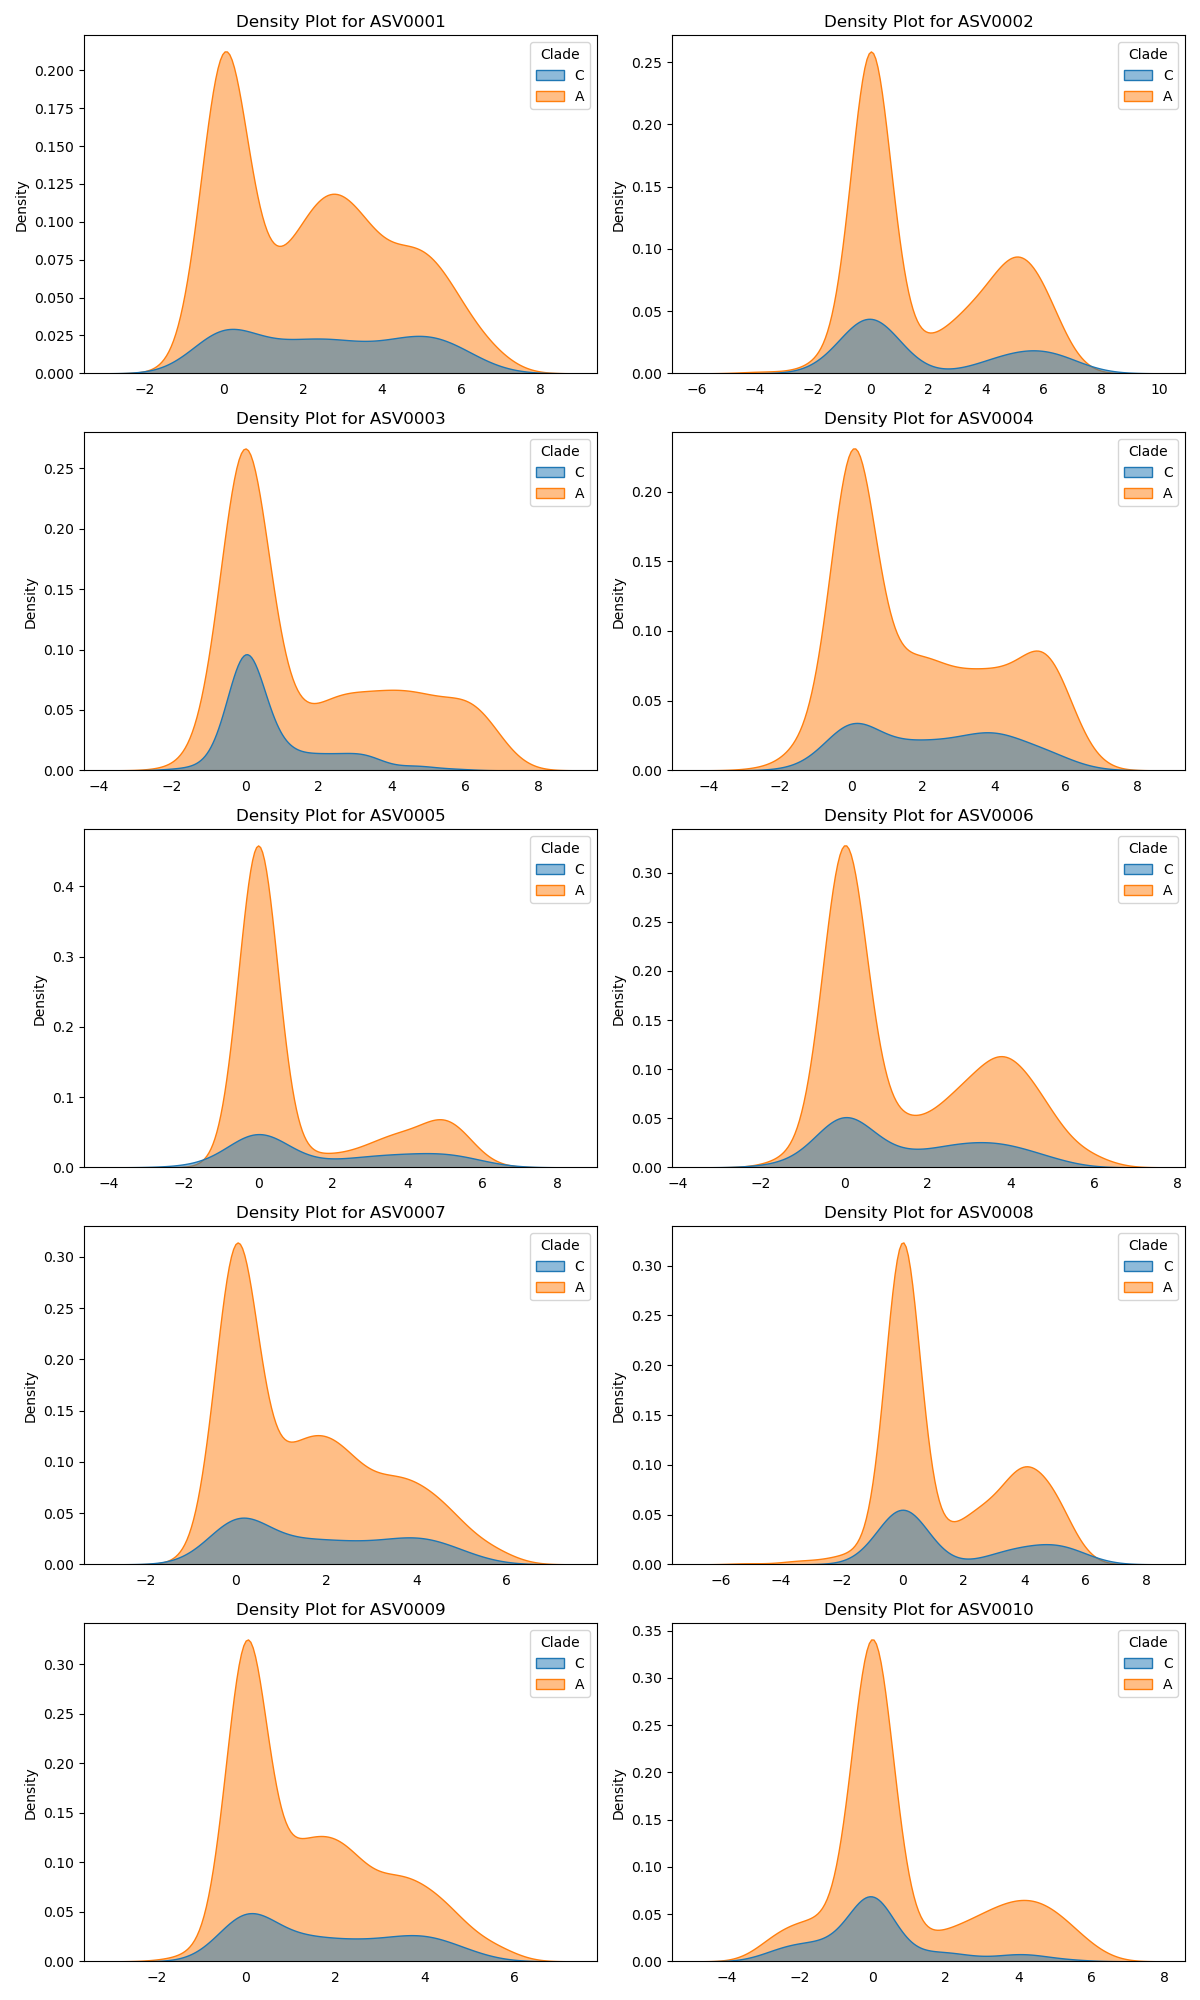 Density Plot for ASV0001
Density
0.200
0.175
0.150
0.125
0.100
0.075
0.050
0.025
0.000
−2 0 2 4 6 8
Clade
C
A
Density Plot for ASV0002
Density
0.25
0.20
0.15
0.10
0.05
0.00
−6 −4 −2 0 2 4 6 8 10
Clade
C
A
Density Plot for ASV0003
Density
0.25
0.20
0.15
0.10
0.05
0.00
−4 −2 0 2 4 6 8
Clade
C
A
Density Plot for ASV0004
Density
0.20
0.15
0.10
0.05
0.00
−4 −2 0 2 4 6 8
Clade
C
A
Density Plot for ASV0005
Density
0.4
0.3
0.2
0.1
0.0
−4 −2 0 2 4 6 8
Clade
C
A
Density Plot for ASV0006
Density
0.30
0.25
0.20
0.15
0.10
0.05
0.00
−4 −2 0 2 4 6 8
Clade
C
A
Density Plot for ASV0007
Density
0.30
0.25
0.20
0.15
0.10
0.05
0.00
−2 0 2 4 6
Clade
C
A
Density Plot for ASV0008
Density
0.30
0.25
0.20
0.15
0.10
0.05
0.00
−6 −4 −2 0 2 4 6 8
Clade
C
A
Density Plot for ASV0009
Density
0.30
0.25
0.20
0.15
0.10
0.05
0.00
−2 0 2 4 6
Clade
C
A
Density Plot for ASV0010
Density
0.35
0.30
0.25
0.20
0.15
0.10
0.05
0.00
−4 −2 0 2 4 6 8
Clade
C
A